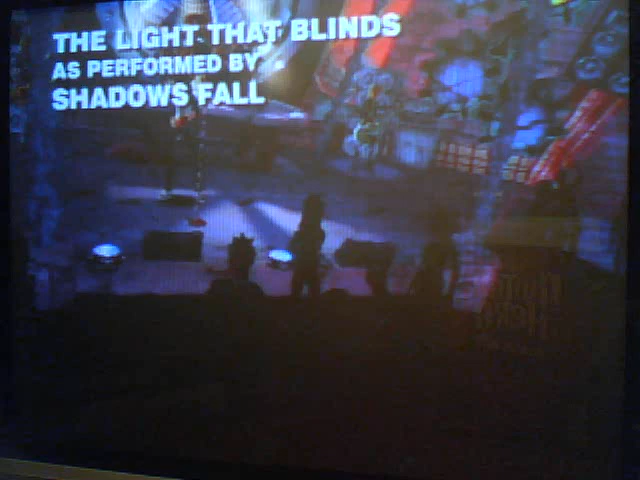 THE LIGHT THAT BLINDS
AS PERFORMED BY
SHADOWS FALL